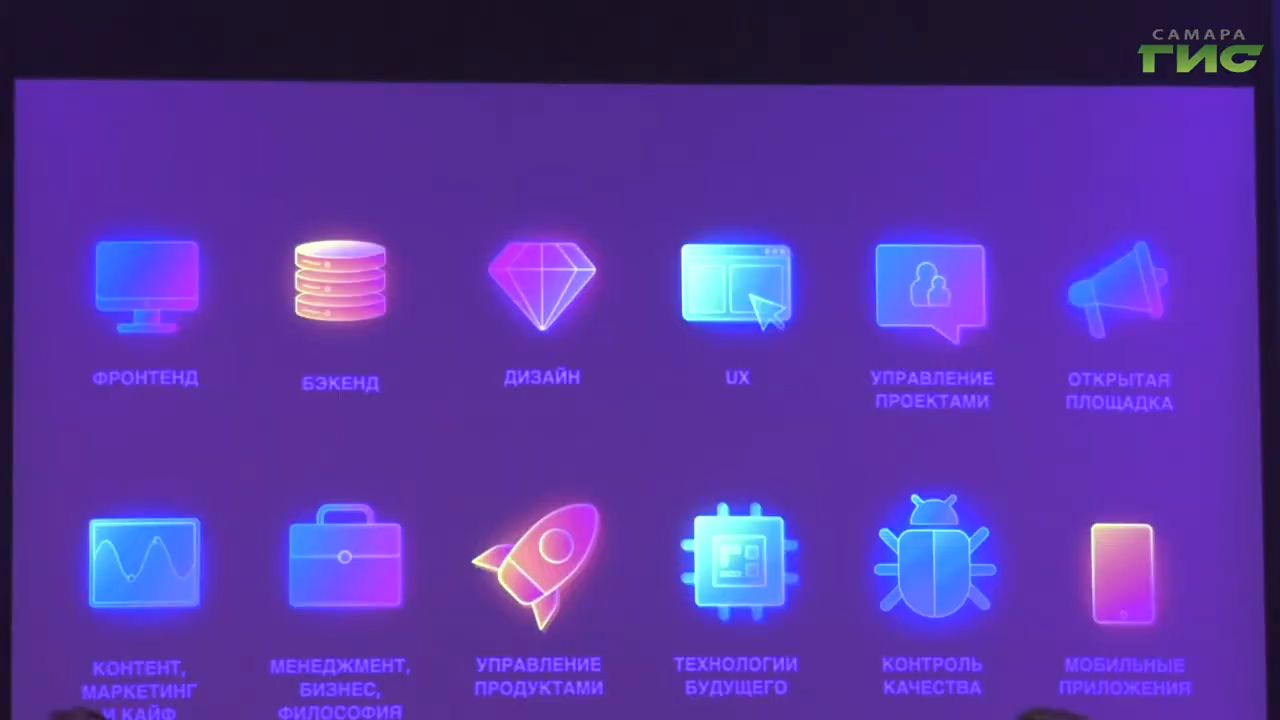 САМАРА
ГИС
ФРОНТЕНД
БЭКЕНД
ДИЗАЙН
UX
УПРАВЛЕНИЕ
ПРОЕКТАМИ
ОТКРЫТАЯ
ПЛОЩАДКА
КОНТЕНТ,
МАРКЕТИНГ
И КАЙФ
МЕНЕДЖМЕНТ,
БИЗНЕС,
ФИЛОСОФИЯ
УПРАВЛЕНИЕ
ПРОДУКТАМИ
ТЕХНОЛОГИИ
БУДУЩЕГО
КОНТРОЛЬ
КАЧЕСТВА
МОБИЛЬНЫЕ
ПРИЛОЖЕНИЯ